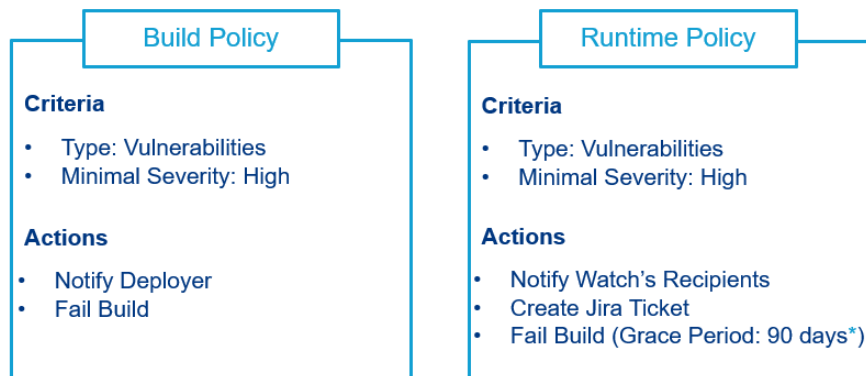 Build Policy
Criteria
• Type: Vulnerabilities
• Minimal Severity: High
Actions
• Notify Deployer
• Fail Build
Runtime Policy
Criteria
• Type: Vulnerabilities
• Minimal Severity: High
Actions
• Notify Watch's Recipients
• Create Jira Ticket
• Fail Build (Grace Period: 90 days*)